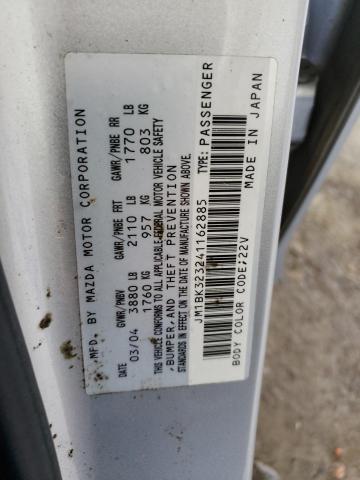 MFD. BY MAZDA MOTOR CORPORATION
DATE GVWR/PNBV GAWR/PNBE FRT GAWR/PNBE RR
03/04 3880 LB 2110 LB 1770 LB
1760 KG 957 KG 803 KG
THIS VEHICLE CONFORMS TO ALL APPLICABLE FEDERAL MOTOR VEHICLE SAFETY
, BUMPER, AND THEFT PREVENTION
STANDARDS IN EFFECT ON THE DATE OF MANUFACTURE SHOWN ABOVE.
JM1BK323241162885 TYPE: PASSENGER
BODY COLOR CODE: 22V MADE IN JAPAN